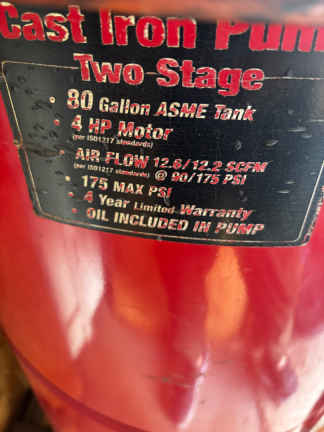 Cast Iron Pum
Two-Stage
• 80 Gallon ASME Tank
• 4 HP Motor
(per ISO1217 standards)
• AIR FLOW 12.6/12.2 SCFM
(per ISO1217 standards) @ 90/175 PSI
• 175 MAX PSI
• 4 Year Limited Warranty
• OIL INCLUDED IN PUMP